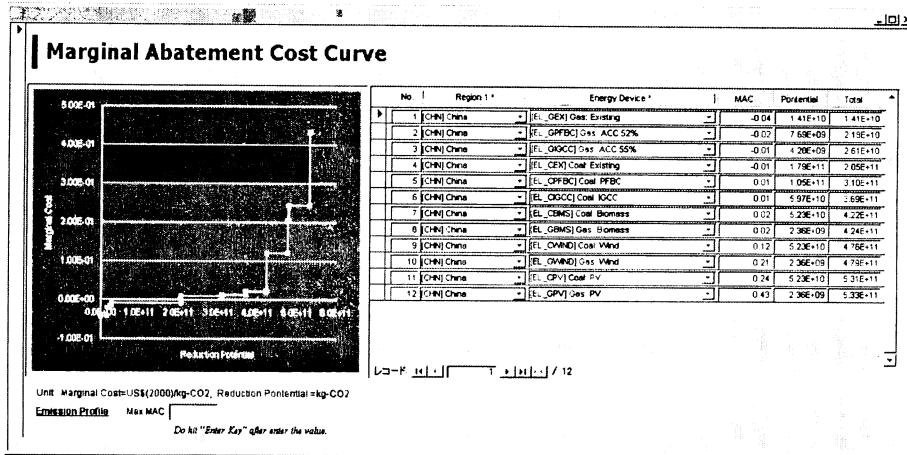 Marginal Abatement Cost Curve
5.00E-01
4.00E-01
3.00E-01
2.00E-01
1.00E-01
0.00E+00
-1.00E-01
Marginal Cost
1.0E+11 2.0E+11 3.0E+11 4.0E+11 5.0E+11 6.0E+11
Reduction Potential
No. Region 1 * Energy Device * MAC Pontential Total
1 [CHN] China [EL_GEX] Gas: Existing -0.04 1.41E+10 1.41E+10
2 [CHN] China [EL_GPFBC] Gas: ACC 52% -0.02 7.69E+09 2.18E+10
3 [CHN] China [EL_GIGCC] Gas: ACC 55% -0.01 4.20E+09 2.61E+10
4 [CHN] China [EL_CEX] Coal: Existing -0.01 1.79E+11 2.05E+11
5 [CHN] China [EL_CPFBC] Coal: PFBC 0.01 1.05E+11 3.10E+11
6 [CHN] China [EL_CIGCC] Coal: IGCC 0.01 5.97E+10 3.69E+11
7 [CHN] China [EL_CBMS] Coal: Biomass 0.02 5.23E+10 4.22E+11
8 [CHN] China [EL_GBMS] Gas: Biomass 0.02 2.36E+09 4.24E+11
9 [CHN] China [EL_CWIND] Coal: Wind 0.12 5.23E+10 4.76E+11
10 [CHN] China [EL_GWIND] Gas: Wind 0.21 2.36E+09 4.79E+11
11 [CHN] China [EL_CPV] Coal: PV 0.24 5.23E+10 5.31E+11
12 [CHN] China [EL_GPV] Gas: PV 0.43 2.36E+09 5.33E+11
レコード: 1 / 12
Unit: Marginal Cost=US$(2000)/kg-CO2, Reduction Pontential =kg-CO2
Emission Profile Max MAC
Do hit "Enter Key" after enter the value.